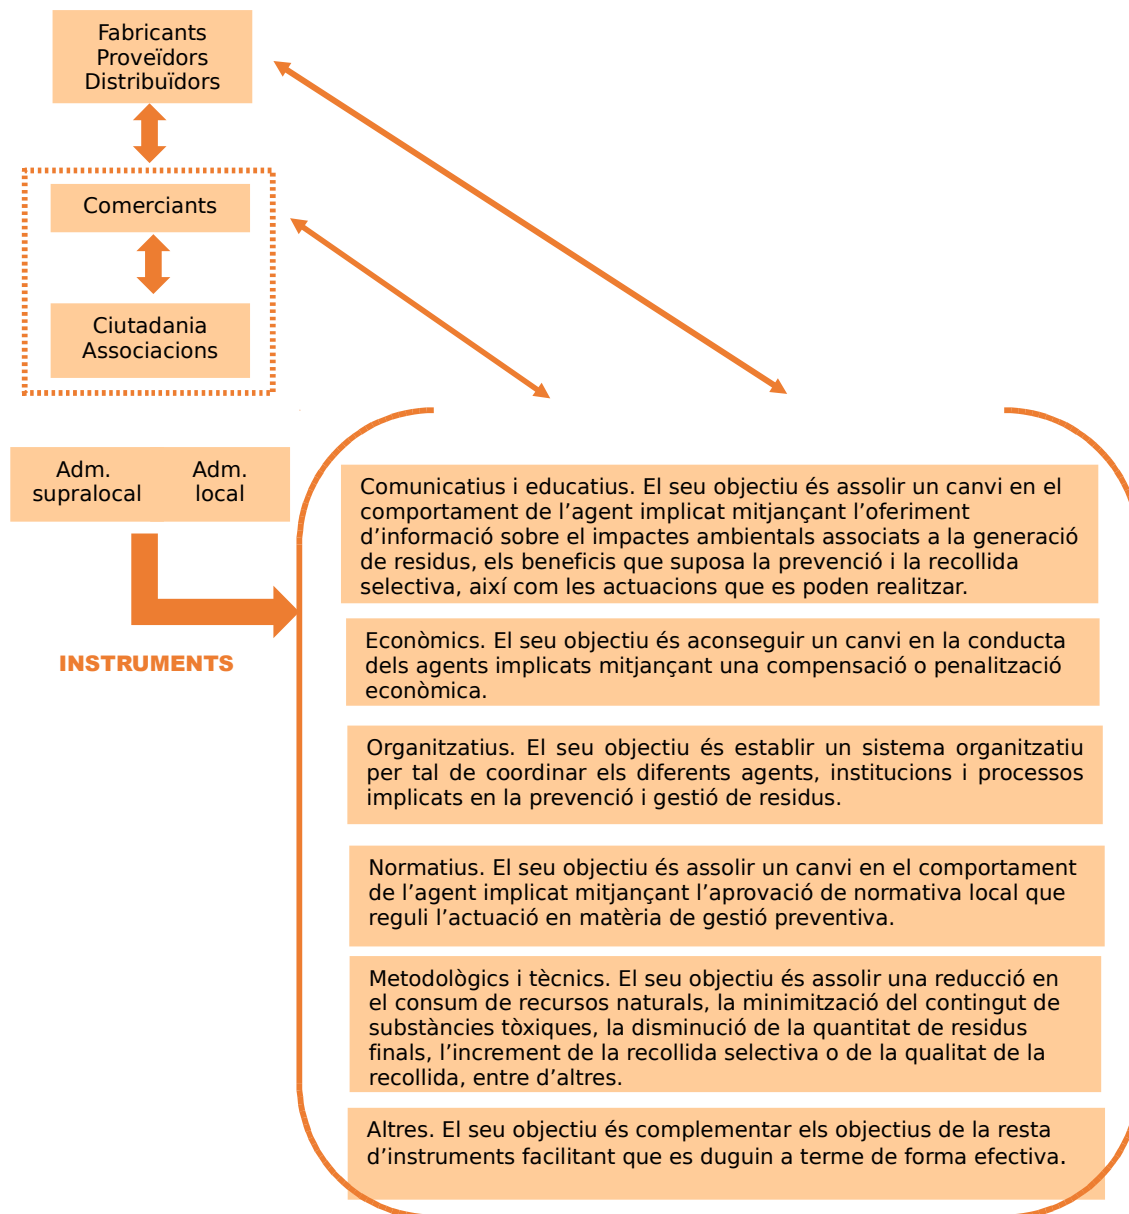 Fabricants
Proveïdors
Distribuïdors
Comerciants
Ciutadania
Associacions
Adm.
supralocal
Adm.
local
INSTRUMENTS
Comunicatius i educatius. El seu objectiu és assolir un canvi en el
comportament de l’agent implicat mitjançant l’oferiment
d’informació sobre el impactes ambientals associats a la generació
de residus, els beneficis que suposa la prevenció i la recollida
selectiva, així com les actuacions que es poden realitzar.
Econòmics. El seu objectiu és aconseguir un canvi en la conducta
dels agents implicats mitjançant una compensació o penalització
econòmica.
Organitzatius. El seu objectiu és establir un sistema organitzatiu
per tal de coordinar els diferents agents, institucions i processos
implicats en la prevenció i gestió de residus.
Normatius. El seu objectiu és assolir un canvi en el comportament
de l’agent implicat mitjançant l’aprovació de normativa local que
reguli l’actuació en matèria de gestió preventiva.
Metodològics i tècnics. El seu objectiu és assolir una reducció en
el consum de recursos naturals, la minimització del contingut de
substàncies tòxiques, la disminució de la quantitat de residus
finals, l’increment de la recollida selectiva o de la qualitat de la
recollida, entre d’altres.
Altres. El seu objectiu és complementar els objectius de la resta
d’instruments facilitant que es duguin a terme de forma efectiva.